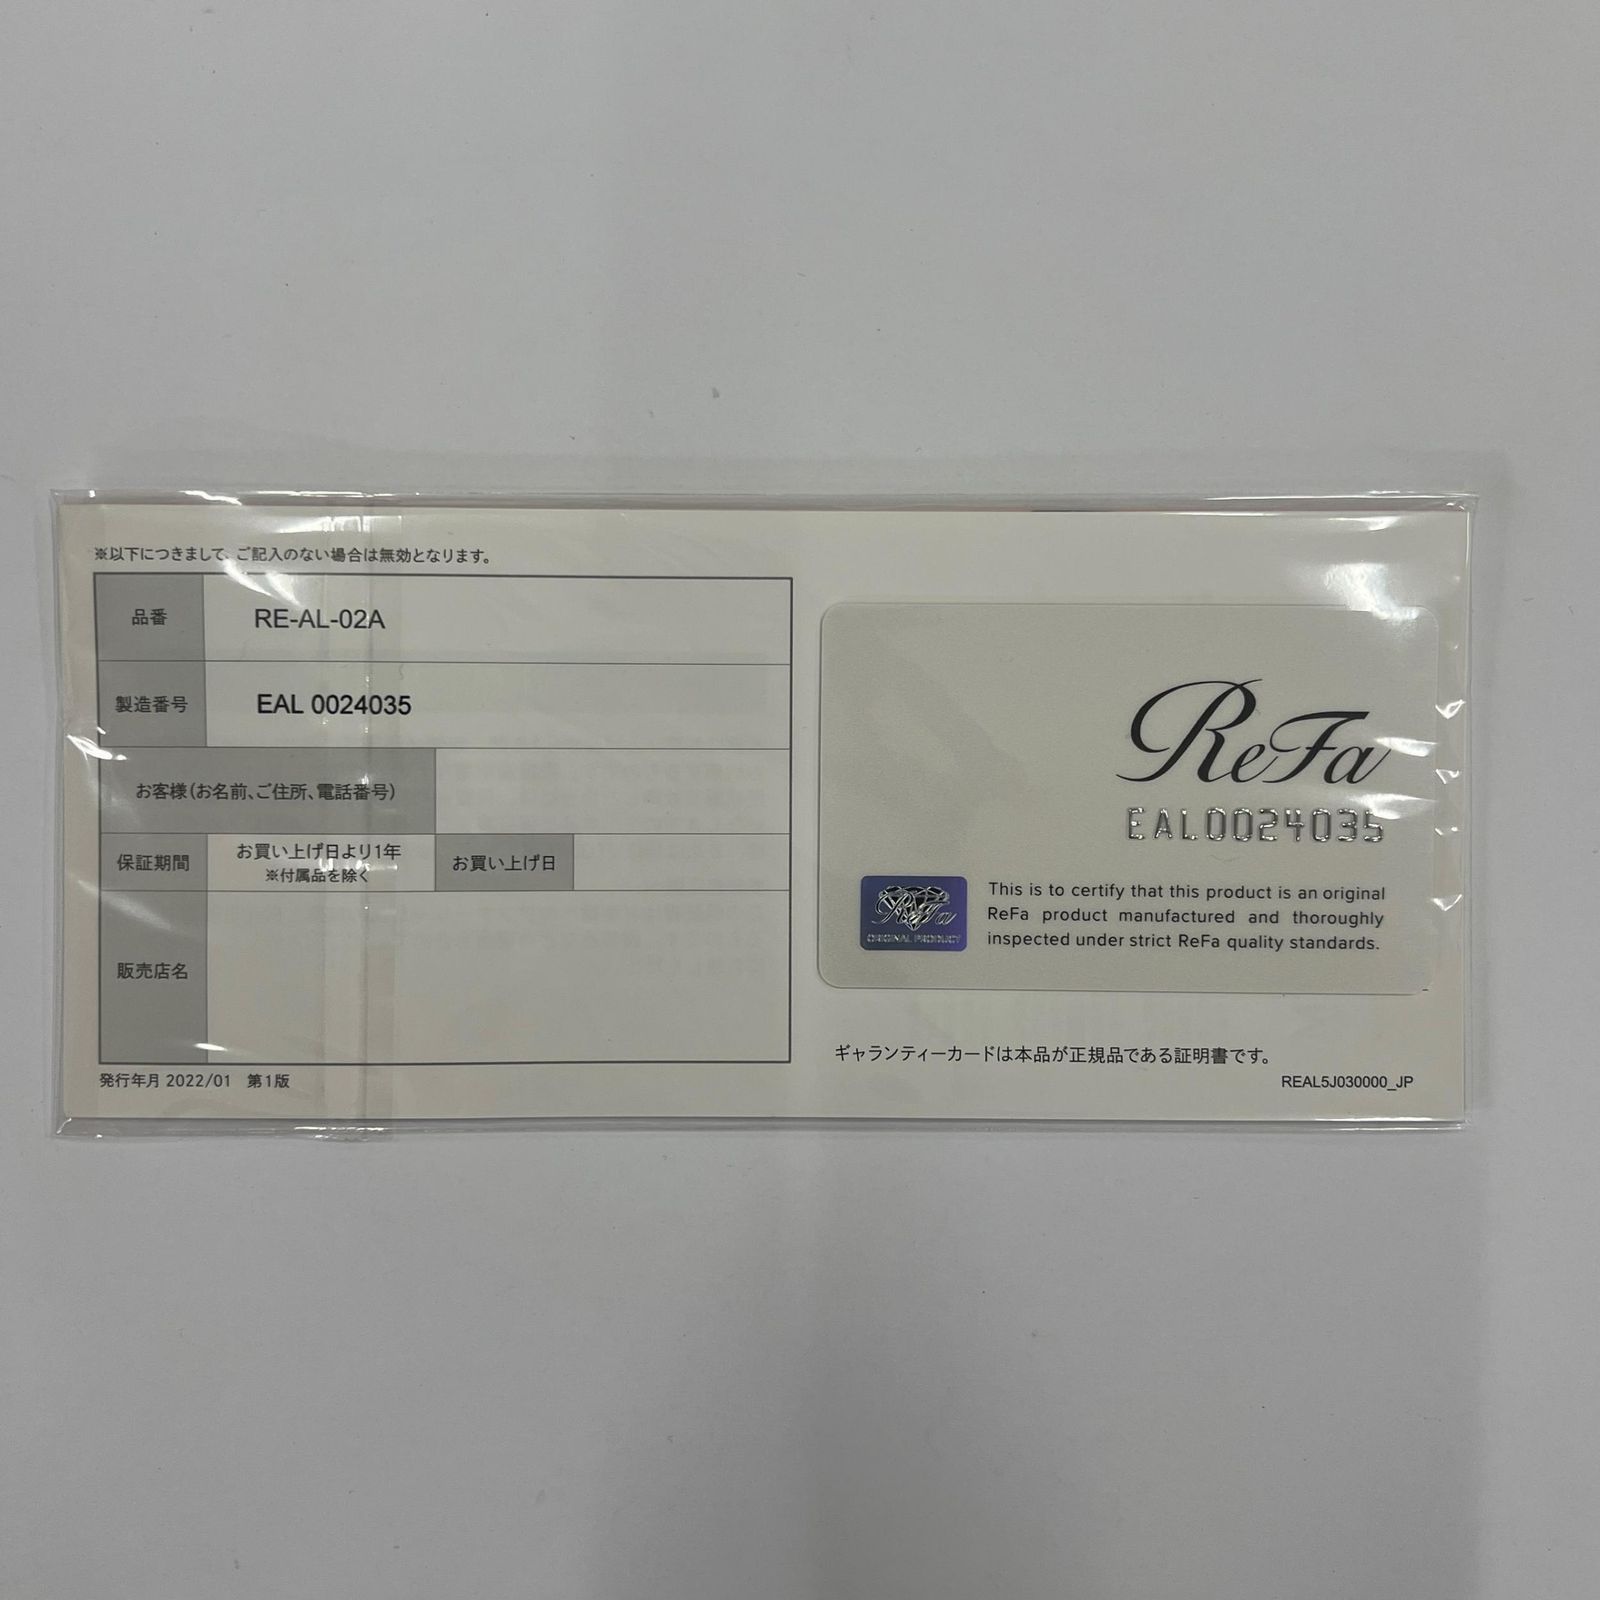 ※以下につきまして、ご記入のない場合は無効となります。
品番 RE-AL-02A
製造番号 EAL 0024035
お客様(お名前、ご住所、電話番号)
保証期間 お買い上げ日より1年
※付属品を除く
お買い上げ日
販売店名
発行年月 2022/01 第1版
ReFa
EAL0024035
ReFa
ORIGINAL PRODUCT
This is to certify that this product is an original
ReFa product manufactured and thoroughly
inspected under strict ReFa quality standards.
ギャランティーカードは本品が正規品である証明書です。
REAL5J030000_JP